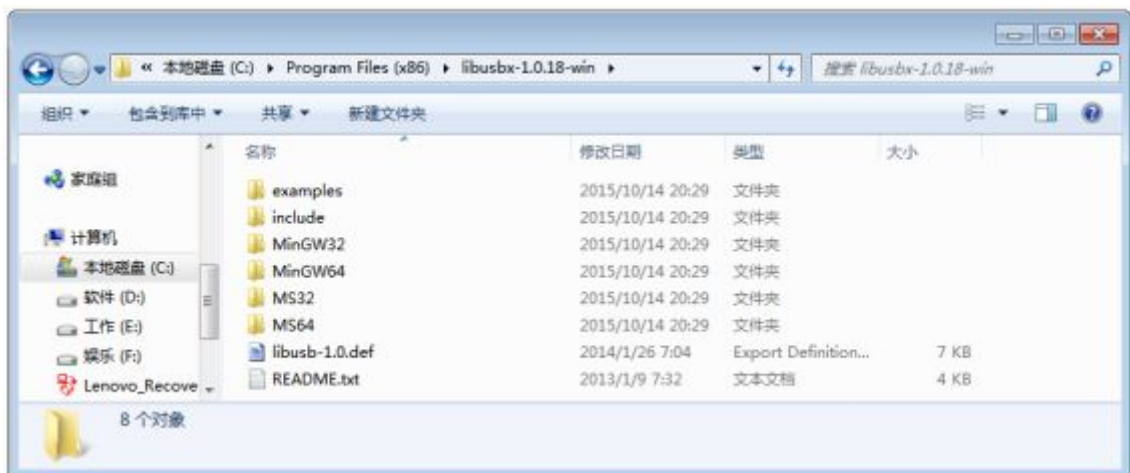 « 本地磁盘 (C:) ▸ Program Files (x86) ▸ libusbx-1.0.18-win ▸ 搜索 libusbx-1.0.18-win
组织 包含到库中 共享 新建文件夹
名称 修改日期 类型 大小
家庭组
计算机
本地磁盘 (C:)
软件 (D:)
工作 (E:)
娱乐 (F:)
Lenovo_Recove
examples 2015/10/14 20:29 文件夹
include 2015/10/14 20:29 文件夹
MinGW32 2015/10/14 20:29 文件夹
MinGW64 2015/10/14 20:29 文件夹
MS32 2015/10/14 20:29 文件夹
MS64 2015/10/14 20:29 文件夹
libusb-1.0.def 2014/1/26 7:04 Export Definition... 7 KB
README.txt 2013/1/9 7:32 文本文档 4 KB
8 个对象